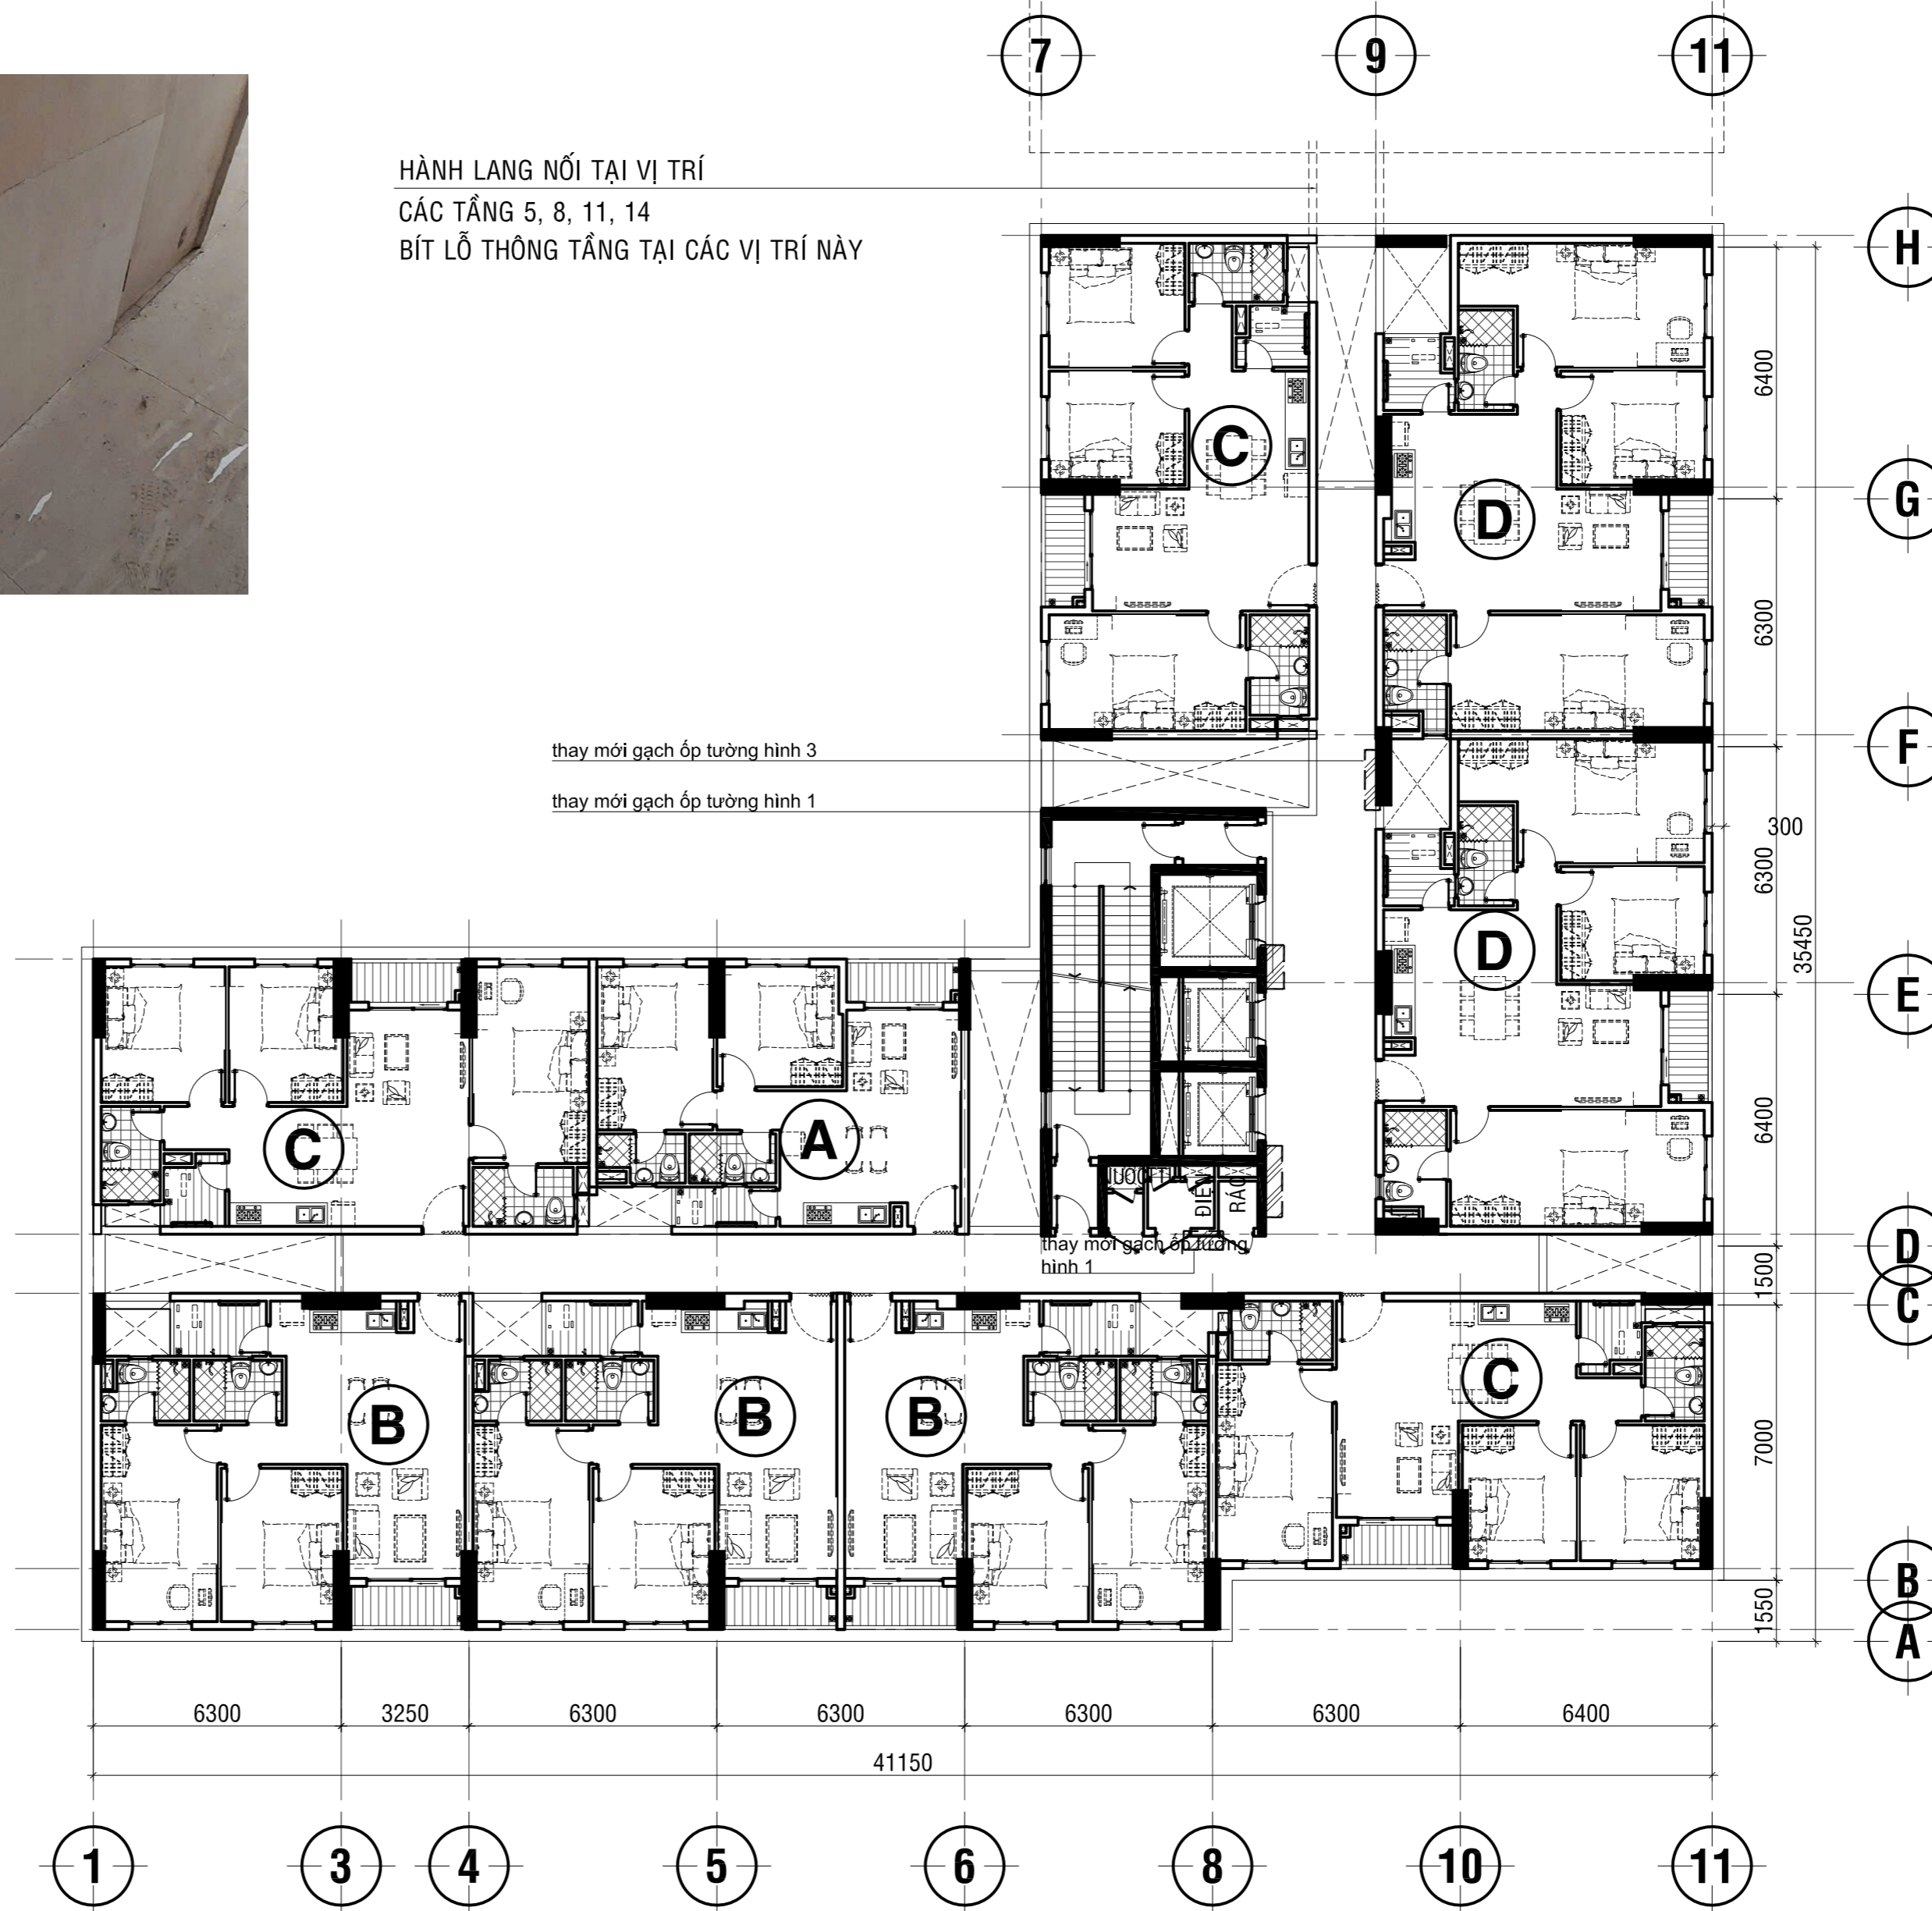 7
9
11
HÀNH LANG NỐI TẠI VỊ TRÍ
CÁC TẦNG 5, 8, 11, 14
BÍT LỖ THÔNG TẦNG TẠI CÁC VỊ TRÍ NÀY
H
6400
C
G
D
6300
F
thay mới gạch ốp tường hình 3
thay mới gạch ốp tường hình 1
300
6300
35450
D
E
6400
C
A
ĐIỆN
RÁC
thay mới gạch ốp tường
hình 1
D
1500
C
C
B
B
B
7000
B
1550
A
6300
3250
6300
6300
6300
6300
6400
41150
1
3
4
5
6
8
10
11